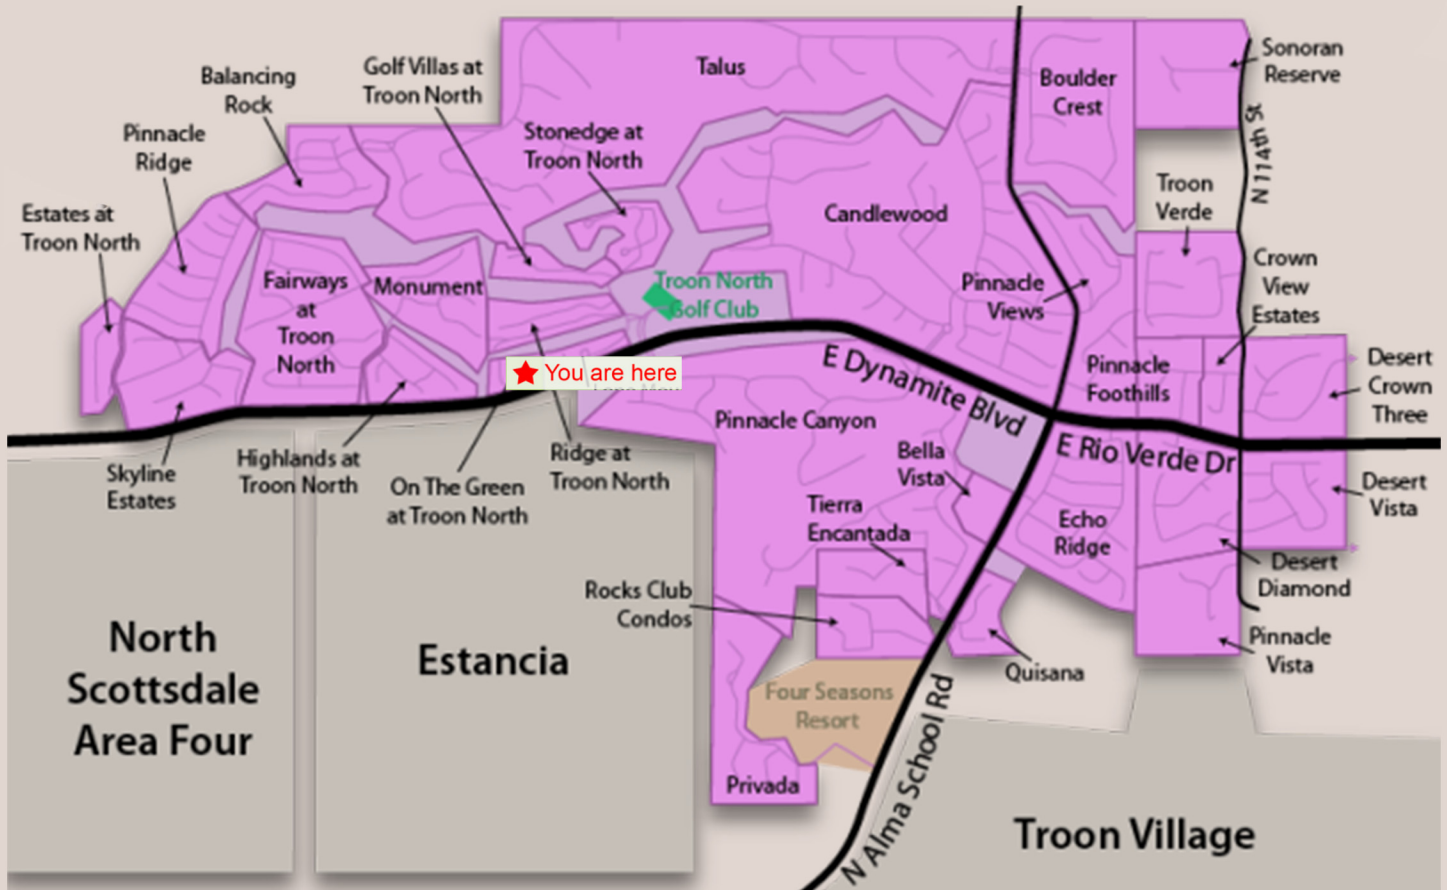 Talus
Boulder
Crest
Sonoran
Reserve
N 114th St
Golf Villas at
Troon North
Balancing
Rock
Pinnacle
Ridge
Stonedge at
Troon North
Estates at
Troon North
Candlewood
Troon
Verde
Crown
View
Estates
Fairways
at
Troon
North
Monument
Troon North
Golf Club
Pinnacle
Views
You are here
E Dynamite Blvd
Pinnacle
Foothills
Desert
Crown
Three
Pinnacle Canyon
E Rio Verde Dr
Skyline
Estates
Highlands at
Troon North
On The Green
at Troon North
Ridge at
Troon North
Bella
Vista
Tierra
Encantada
Echo
Ridge
Desert
Vista
Desert
Diamond
Rocks Club
Condos
Pinnacle
Vista
Quisana
Four Seasons
Resort
Privada
N Alma School Rd
North
Scottsdale
Area Four
Estancia
Troon Village